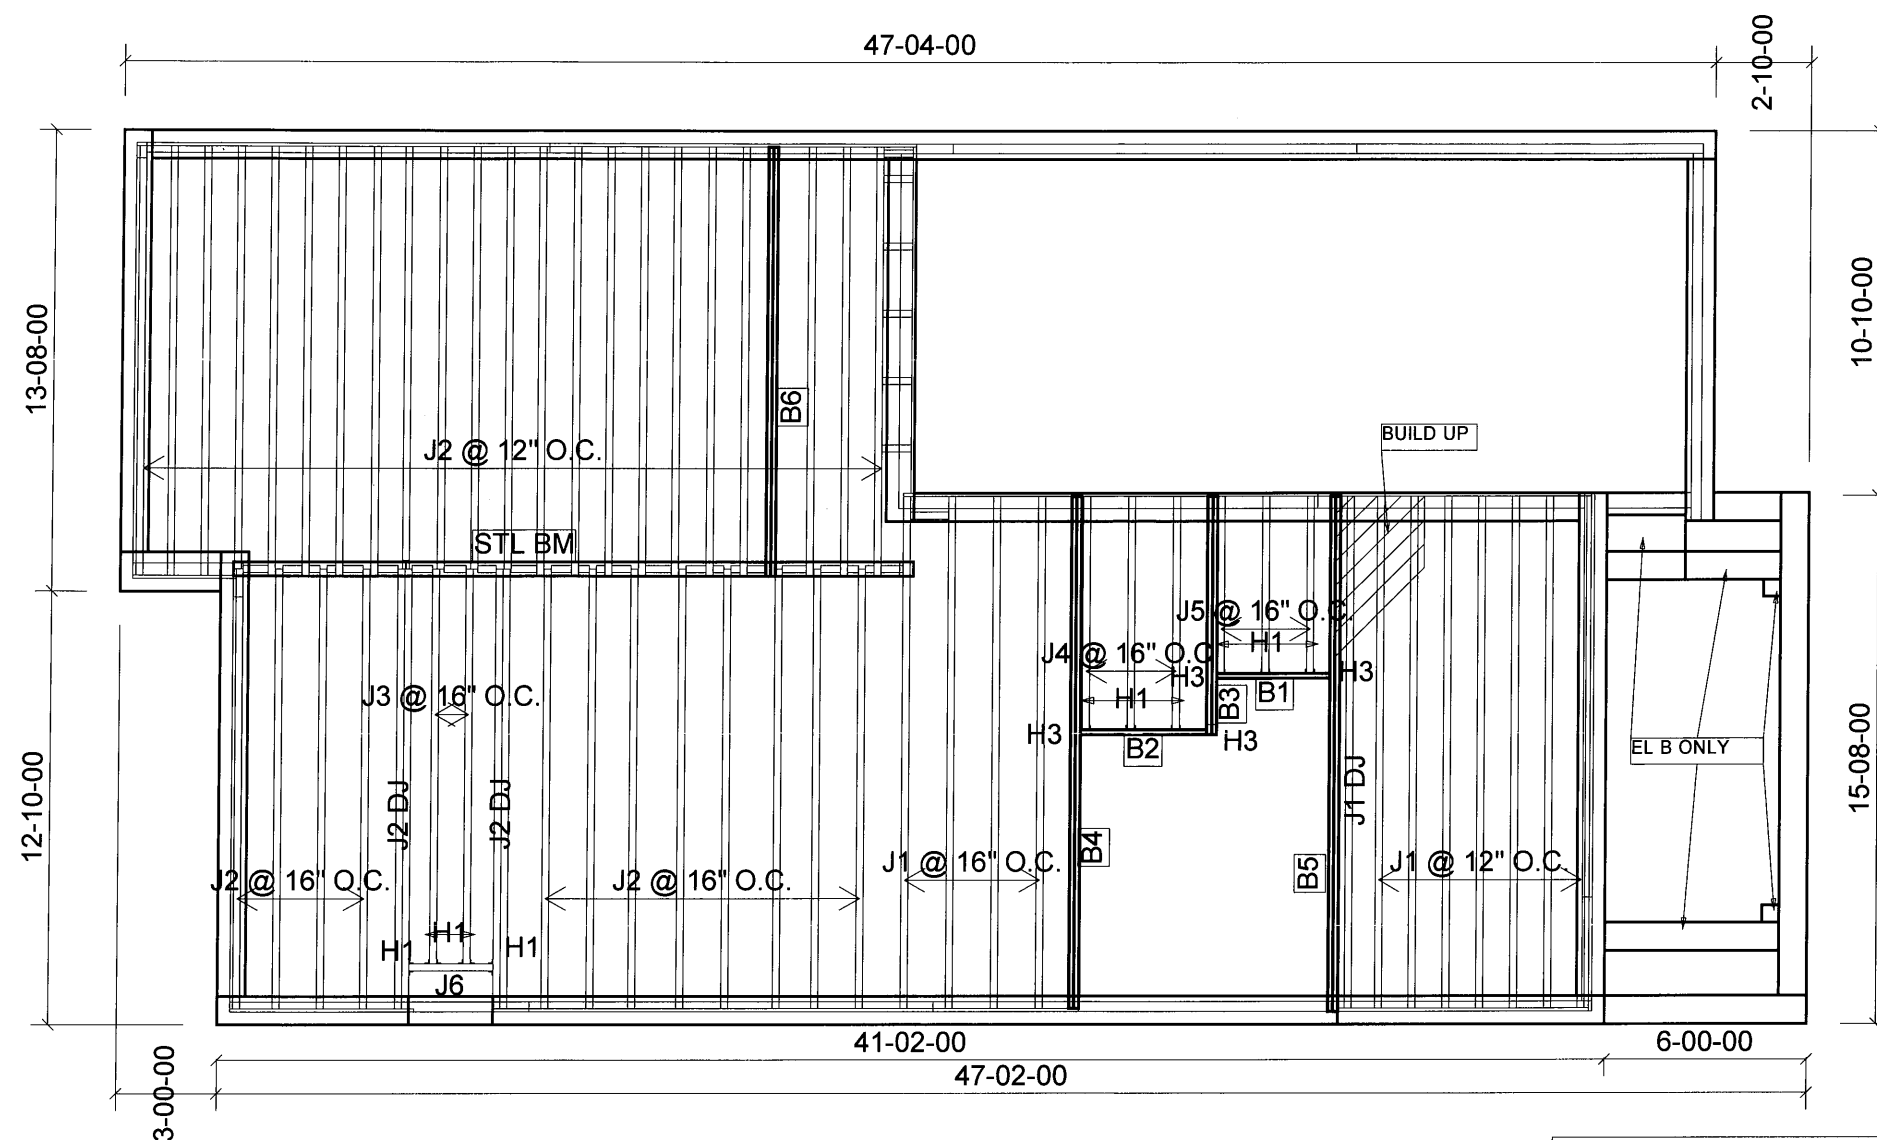 47-04-00
2-10-00
13-08-00
10-10-00
B6
J2 @ 12" O.C.
BUILD UP
STL BM
J5 @ 16" O.C.
H1
J4 @ 16" O.C
H3
H3
J3 @ 16" O.C.
H1
B3
B1
H3
B2
H3
EL B ONLY
12-10-00
15-08-00
J2 DJ
J2 DJ
J1 DJ
B4
J1 @ 16" O.C.
B5
J1 @ 12" O.C.
J2 @ 16" O.C.
J2 @ 16" O.C.
H1
H1
H1
J6
41-02-00
6-00-00
47-02-00
3-00-00